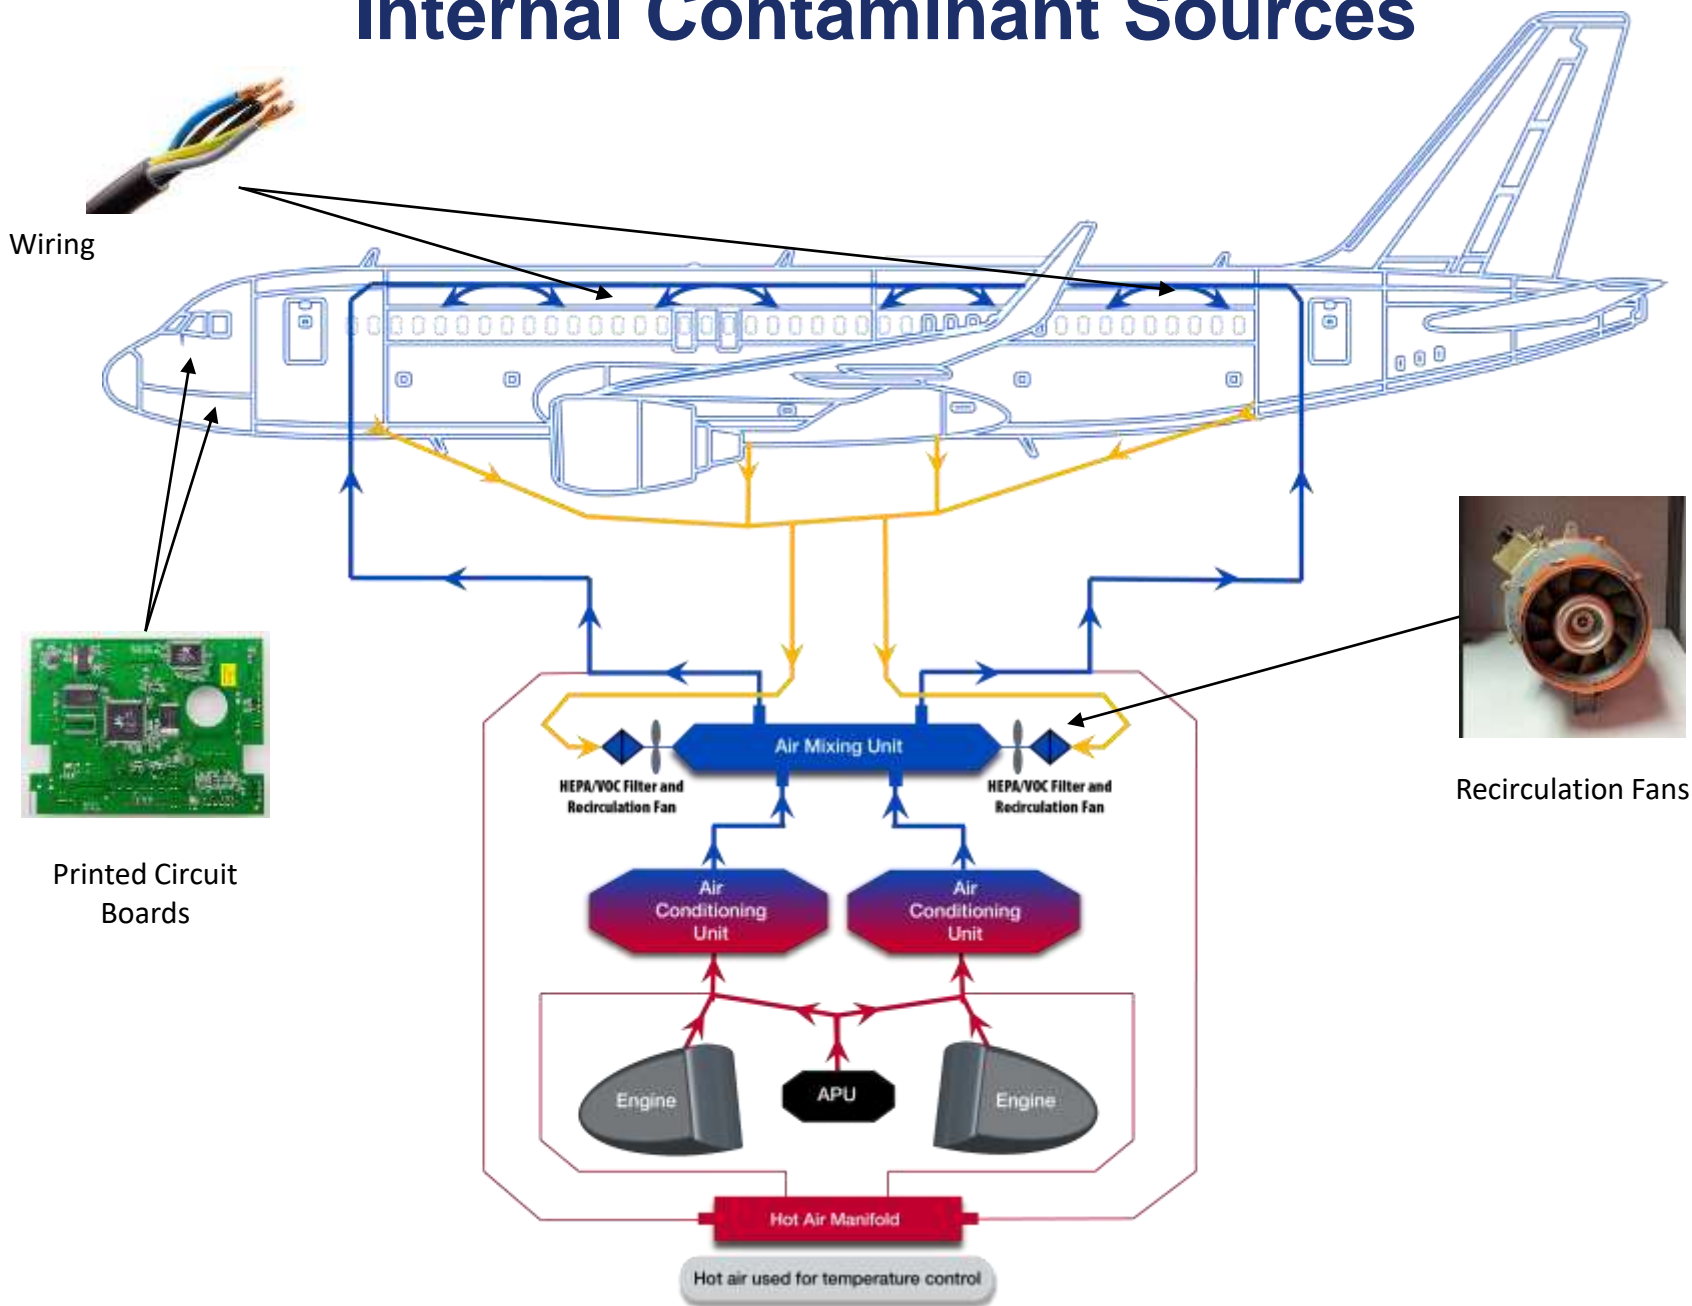 Internal Contaminant Sources
Wiring
Recirculation Fans
Printed Circuit
Boards
Air Mixing Unit
HEPA/VOC Filter and
Recirculation Fan
HEPA/VOC Filter and
Recirculation Fan
Air
Conditioning
Unit
Air
Conditioning
Unit
Engine
APU
Engine
Hot Air Manifold
Hot air used for temperature control